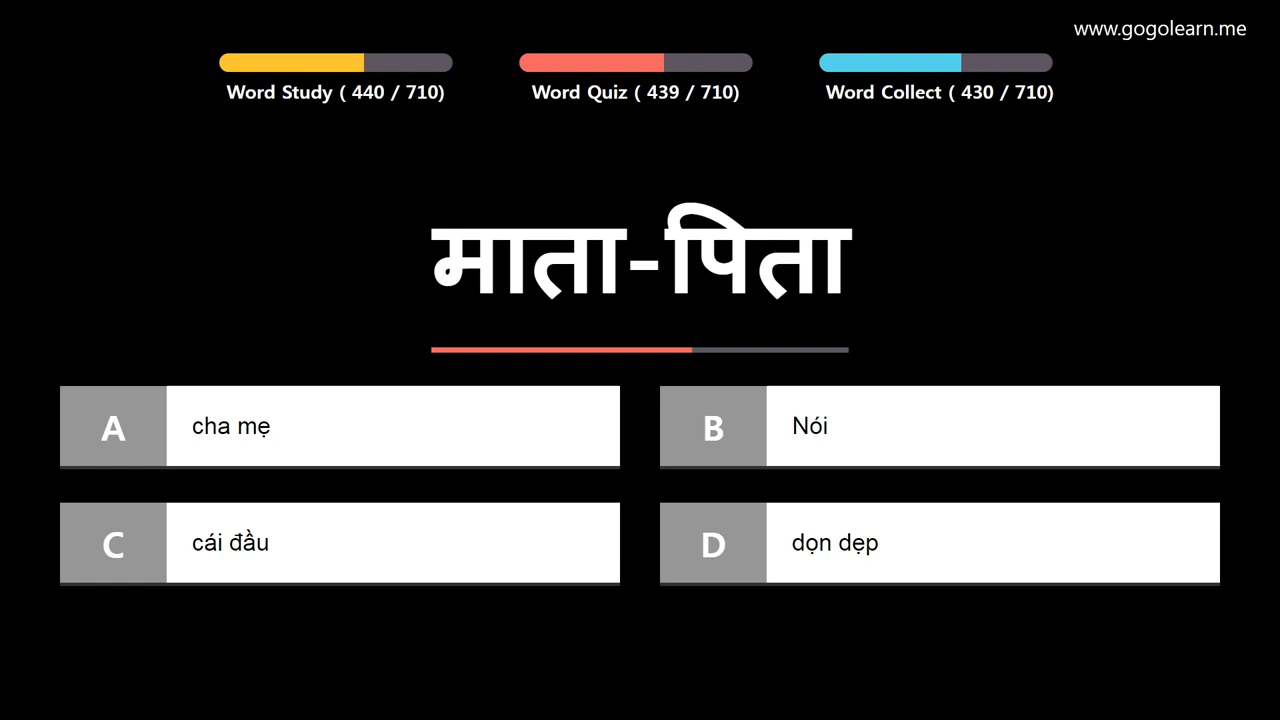 www.gogolearn.me
Word Study ( 440 / 710)
Word Quiz ( 439 / 710)
Word Collect ( 430 / 710)
माता-पिता
A
cha mẹ
B
Nói
C
cái đầu
D
dọn dẹp